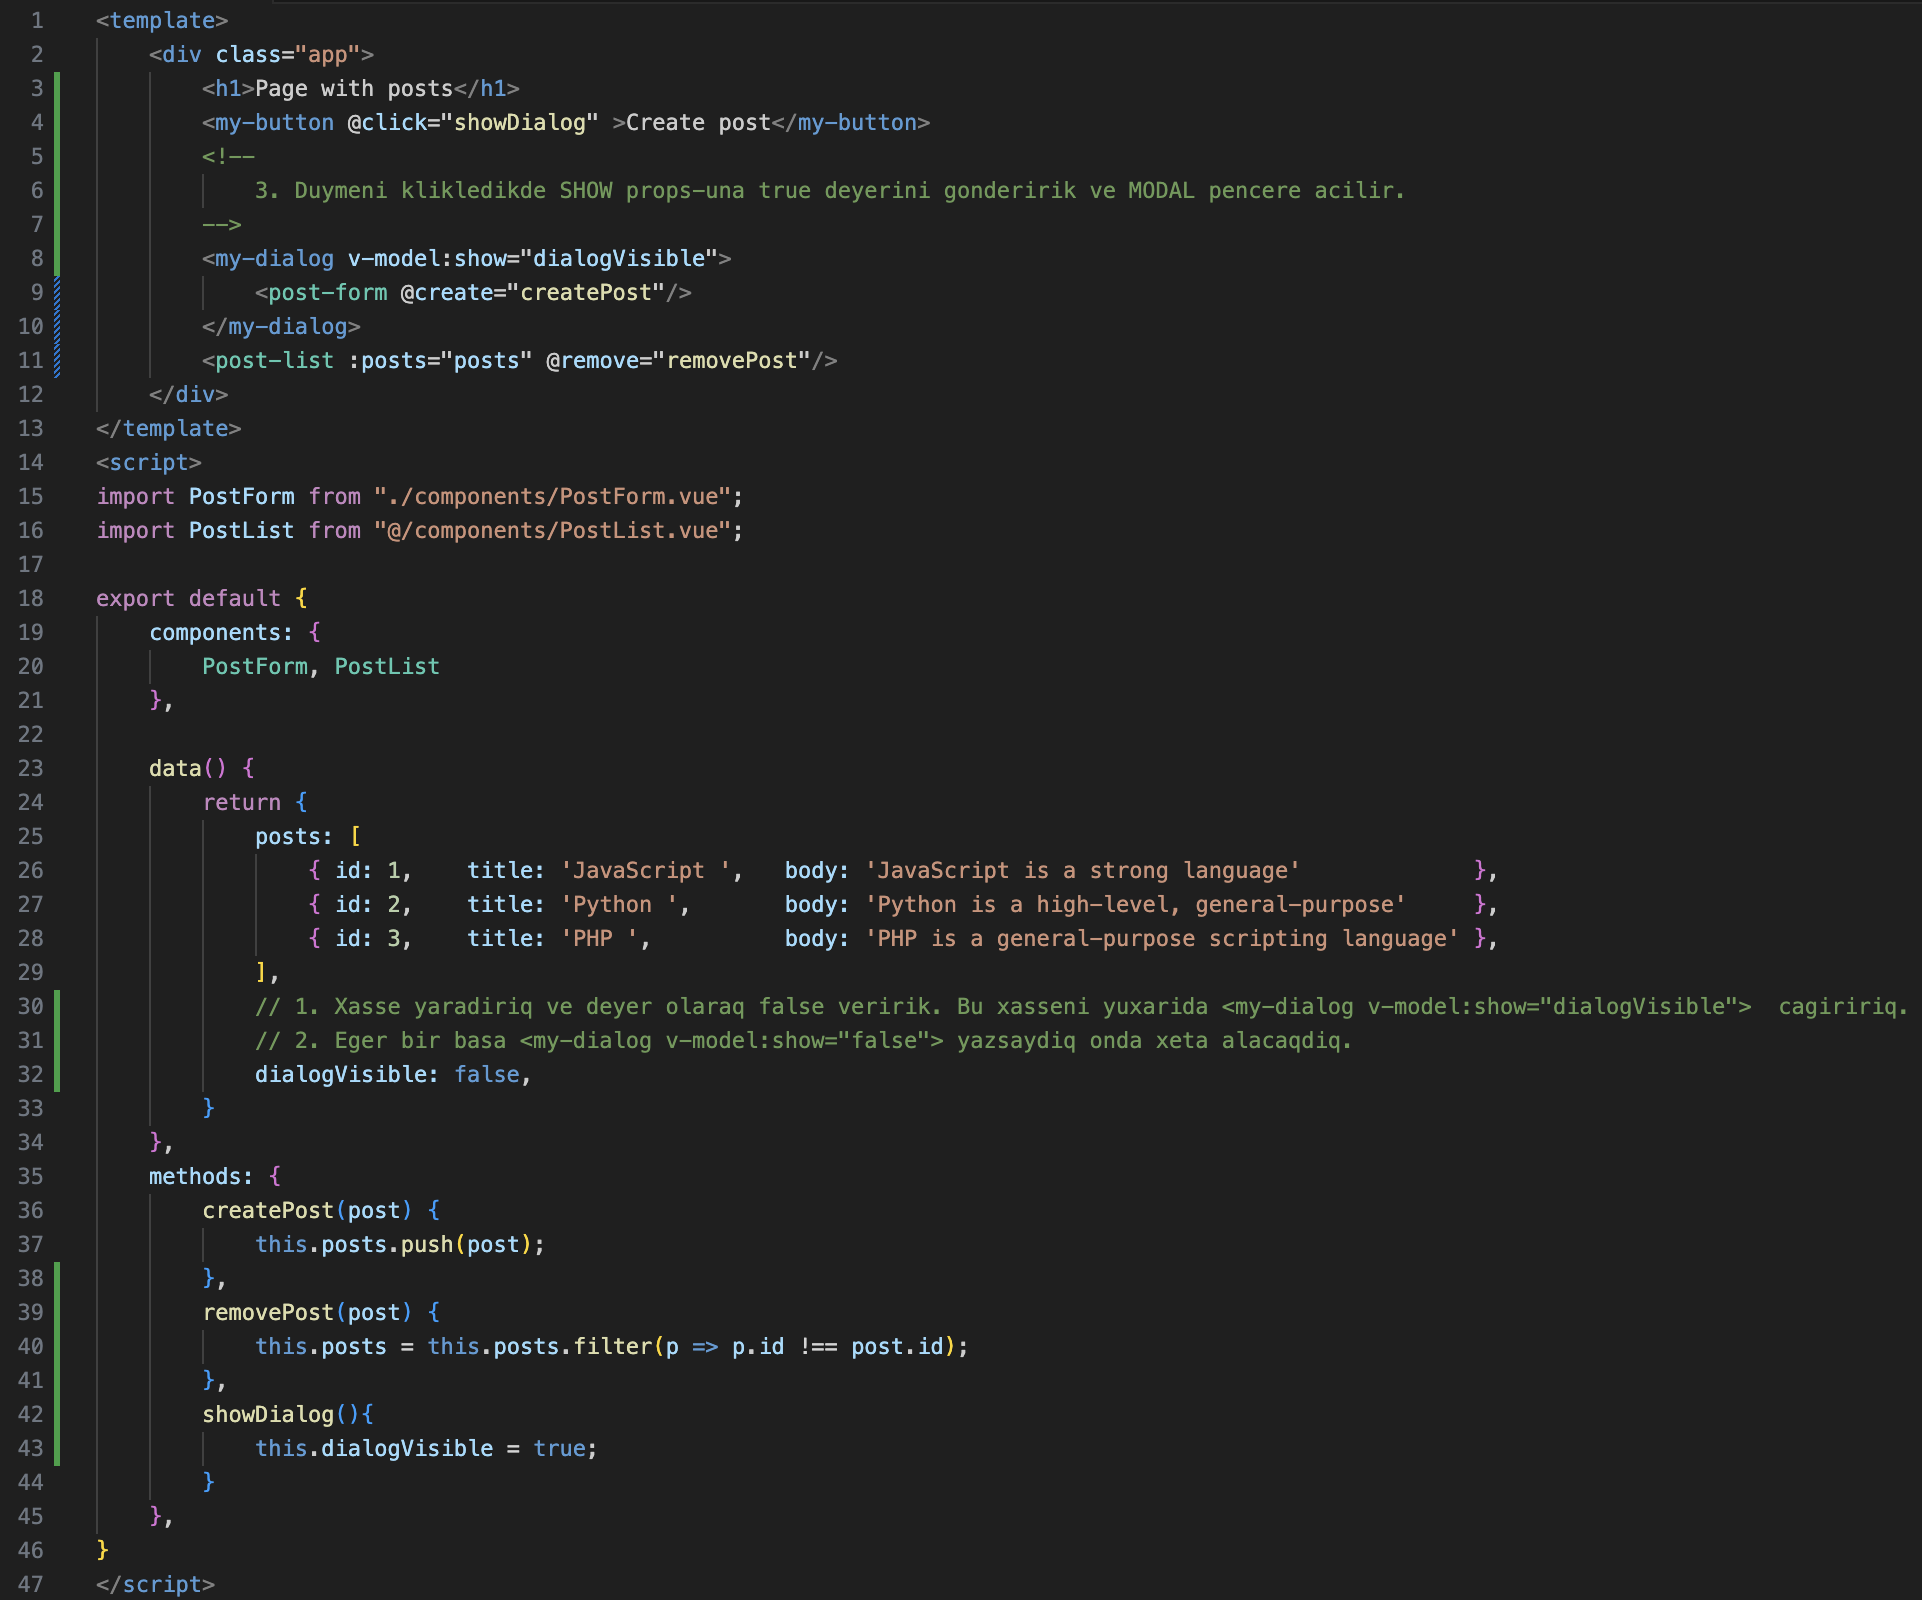 1 <template>
2 <div class="app">
3 <h1>Page with posts</h1>
4 <my-button @click="showDialog" >Create post</my-button>
5 <!--
6 3. Duymeni klikledikde SHOW props-una true deyerini gonderirik ve MODAL pencere acilir.
7 -->
8 <my-dialog v-model:show="dialogVisible">
9 <post-form @create="createPost"/>
10 </my-dialog>
11 <post-list :posts="posts" @remove="removePost"/>
12 </div>
13 </template>
14 <script>
15 import PostForm from "./components/PostForm.vue";
16 import PostList from "@/components/PostList.vue";
17
18 export default {
19 components: {
20 PostForm, PostList
21 },
22
23 data() {
24 return {
25 posts: [
26 { id: 1, title: 'JavaScript ', body: 'JavaScript is a strong language' },
27 { id: 2, title: 'Python ', body: 'Python is a high-level, general-purpose' },
28 { id: 3, title: 'PHP ', body: 'PHP is a general-purpose scripting language' },
29 ],
30 // 1. Xasse yaradiriq ve deyer olaraq false veririk. Bu xasseni yuxarida <my-dialog v-model:show="dialogVisible">  cagiririq.
31 // 2. Eger bir basa <my-dialog v-model:show="false"> yazsaydiq onda xeta alacaqdiq.
32 dialogVisible: false,
33 }
34 },
35 methods: {
36 createPost(post) {
37 this.posts.push(post);
38 },
39 removePost(post) {
40 this.posts = this.posts.filter(p => p.id !== post.id);
41 },
42 showDialog(){
43 this.dialogVisible = true;
44 }
45 },
46 }
47 </script>